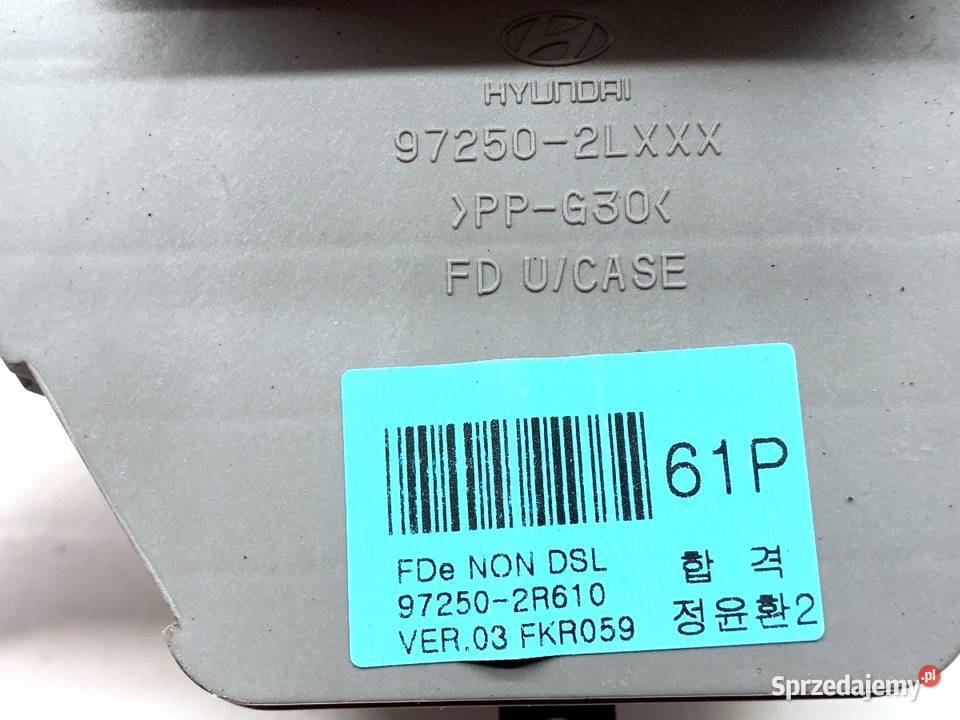 HYUNDAI
97250-2LXXX
>PP-G30<
FD U/CASE
61P
FDe NON DSL 합 격
97250-2R610
VER.03 FKR059 정윤환2
Sprzedajemy.pl